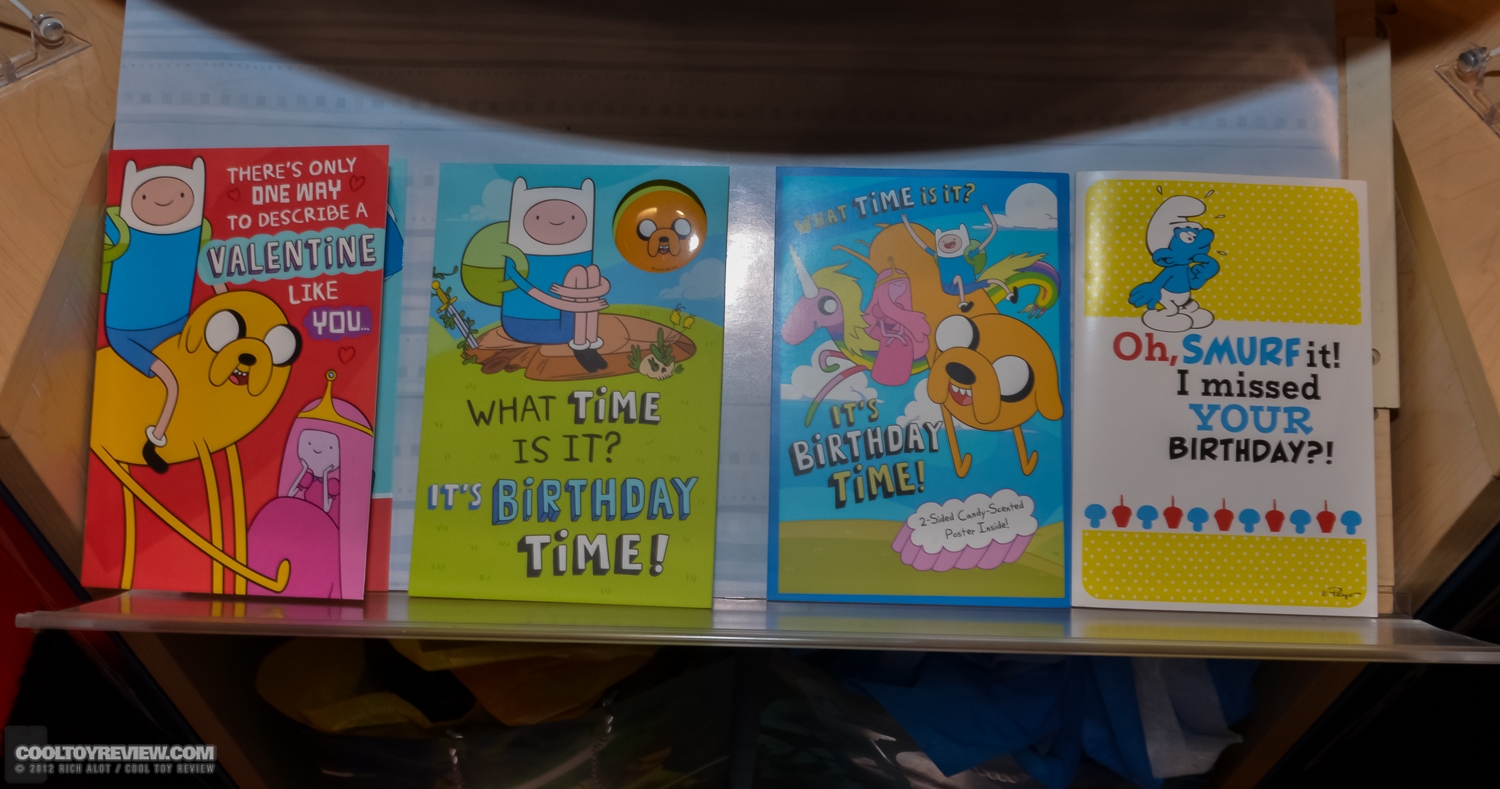 THERE'S ONLY
ONE WAY
TO DESCRIBE A
VALENTINE
LIKE
YOU...
WHAT TIME
IS IT?
IT'S BIRTHDAY
TIME!
WHAT TIME IS IT?
IT'S
BIRTHDAY
TIME!
2-Sided Candy-Scented
Poster Inside!
Oh, SMURF it!
I missed
YOUR
BIRTHDAY?!
© Peyo
COOLTOYREVIEW.COM
© 2012 RICH ALOT / COOL TOY REVIEW